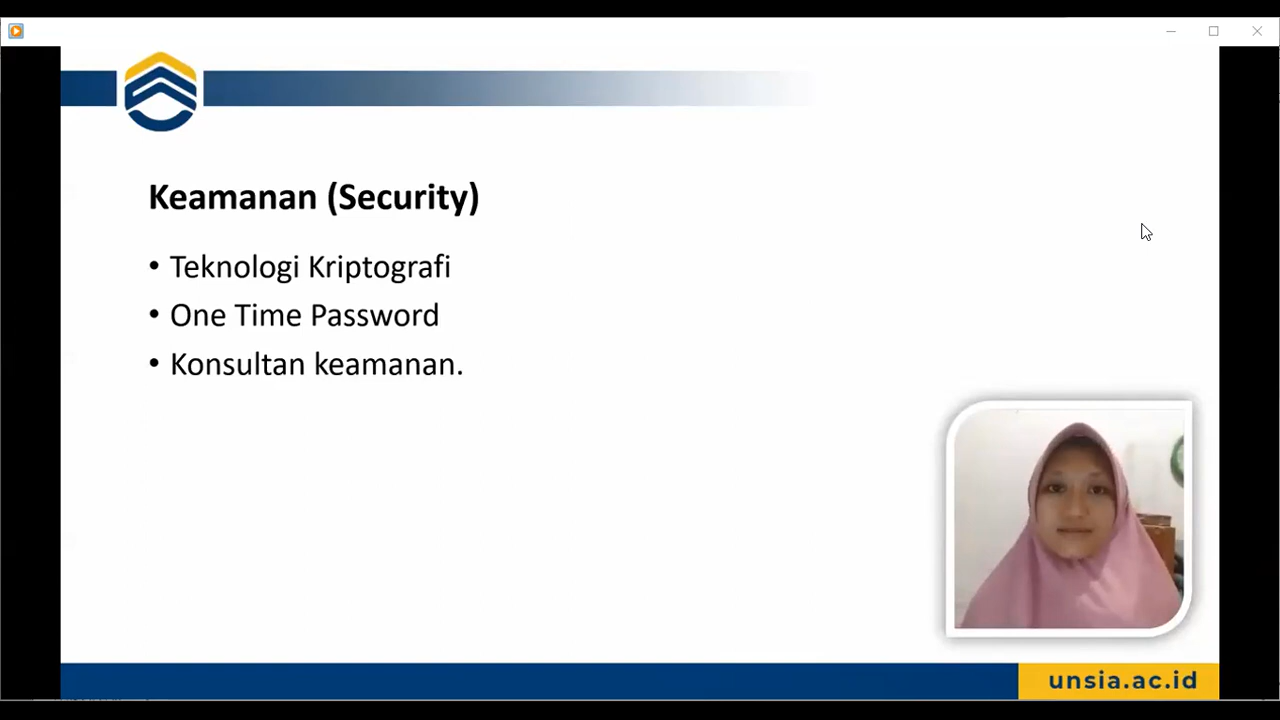 Keamanan (Security)
• Teknologi Kriptografi
• One Time Password
• Konsultan keamanan.
unsia.ac.id